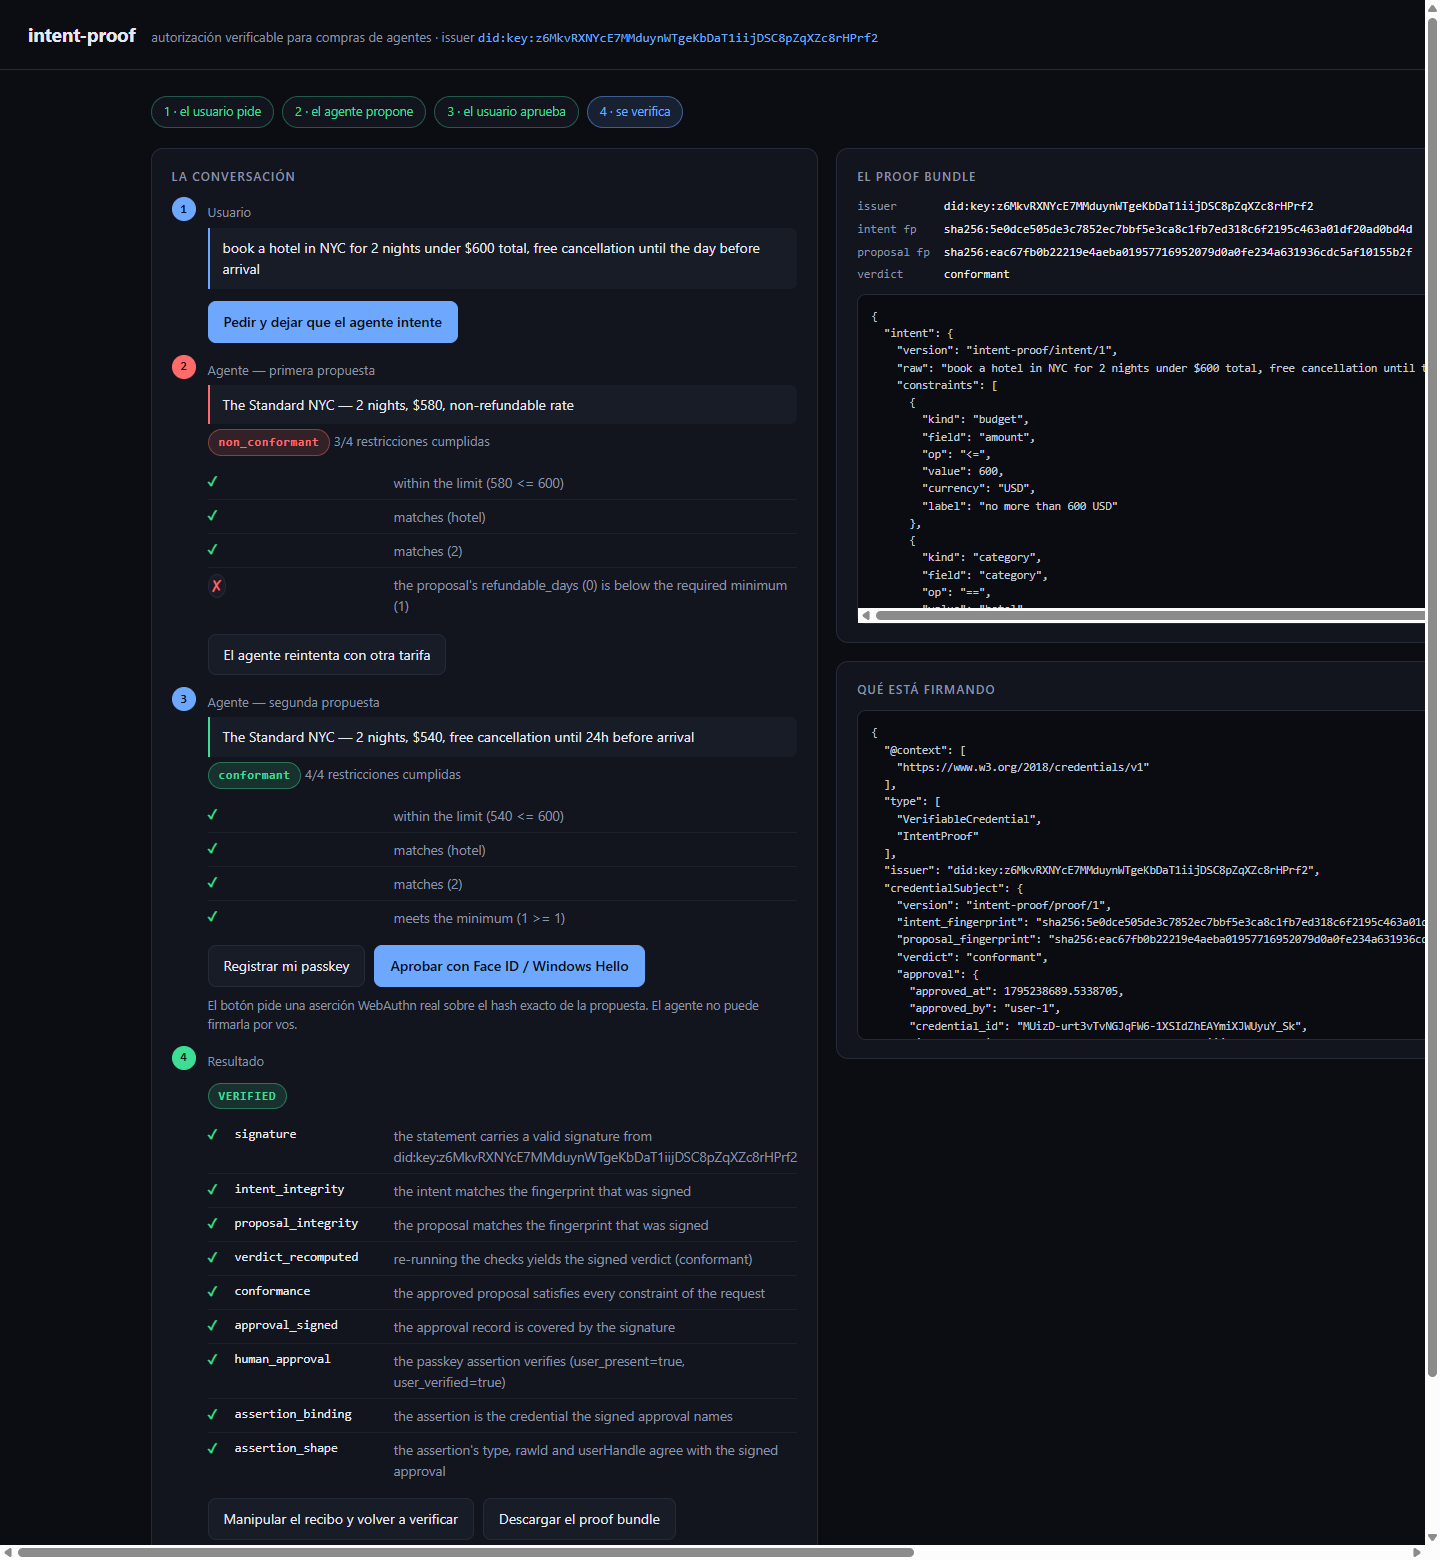 intent-proof autorización verificable para compras de agentes · issuer did:key:z6MkvRXNYcE7MMduynWTgeKbDaT1iijDSC8pZqXZc8rHPrf2
1 · el usuario pide
2 · el agente propone
3 · el usuario aprueba
4 · se verifica
LA CONVERSACIÓN
1 Usuario
book a hotel in NYC for 2 nights under $600 total, free cancellation until the day before
arrival
Pedir y dejar que el agente intente
2 Agente — primera propuesta
The Standard NYC — 2 nights, $580, non-refundable rate
non_conformant 3/4 restricciones cumplidas
✓ within the limit (580 <= 600)
✓ matches (hotel)
✓ matches (2)
✗ the proposal's refundable_days (0) is below the required minimum
(1)
El agente reintenta con otra tarifa
3 Agente — segunda propuesta
The Standard NYC — 2 nights, $540, free cancellation until 24h before arrival
conformant 4/4 restricciones cumplidas
✓ within the limit (540 <= 600)
✓ matches (hotel)
✓ matches (2)
✓ meets the minimum (1 >= 1)
Registrar mi passkey
Aprobar con Face ID / Windows Hello
El botón pide una aserción WebAuthn real sobre el hash exacto de la propuesta. El agente no puede
firmarla por vos.
4 Resultado
VERIFIED
✓ signature the statement carries a valid signature from
did:key:z6MkvRXNYcE7MMduynWTgeKbDaT1iijDSC8pZqXZc8rHPrf2
✓ intent_integrity the intent matches the fingerprint that was signed
✓ proposal_integrity the proposal matches the fingerprint that was signed
✓ verdict_recomputed re-running the checks yields the signed verdict (conformant)
✓ conformance the approved proposal satisfies every constraint of the request
✓ approval_signed the approval record is covered by the signature
✓ human_approval the passkey assertion verifies (user_present=true,
user_verified=true)
✓ assertion_binding the assertion is the credential the signed approval names
✓ assertion_shape the assertion's type, rawId and userHandle agree with the signed
approval
Manipular el recibo y volver a verificar
Descargar el proof bundle
EL PROOF BUNDLE
issuer did:key:z6MkvRXNYcE7MMduynWTgeKbDaT1iijDSC8pZqXZc8rHPrf2
intent fp sha256:5e0dce505de3c7852ec7bbf5e3ca8c1fb7ed318c6f2195c463a01df20ad0bd4d
proposal fp sha256:eac67fb0b22219e4aeba01957716952079d0a0fe234a631936cdc5af10155b2f
verdict conformant
{
"intent": {
"version": "intent-proof/intent/1",
"raw": "book a hotel in NYC for 2 nights under $600 total, free cancellation until
"constraints": [
{
"kind": "budget",
"field": "amount",
"op": "<=",
"value": 600,
"currency": "USD",
"label": "no more than 600 USD"
},
{
"kind": "category",
"field": "category",
"op": "==",
"value": "hotel"
QUÉ ESTÁ FIRMANDO
{
"@context": [
"https://www.w3.org/2018/credentials/v1"
],
"type": [
"VerifiableCredential",
"IntentProof"
],
"issuer": "did:key:z6MkvRXNYcE7MMduynWTgeKbDaT1iijDSC8pZqXZc8rHPrf2",
"credentialSubject": {
"version": "intent-proof/proof/1",
"intent_fingerprint": "sha256:5e0dce505de3c7852ec7bbf5e3ca8c1fb7ed318c6f2195c463a01d
"proposal_fingerprint": "sha256:eac67fb0b22219e4aeba01957716952079d0a0fe234a631936cd
"verdict": "conformant",
"approval": {
"approved_at": 1795238689.5338705,
"approved_by": "user-1",
"credential_id": "MUizD-urt3vTvNGJqFW6-1XSIdZhEAYmiXJWUyuY_Sk",